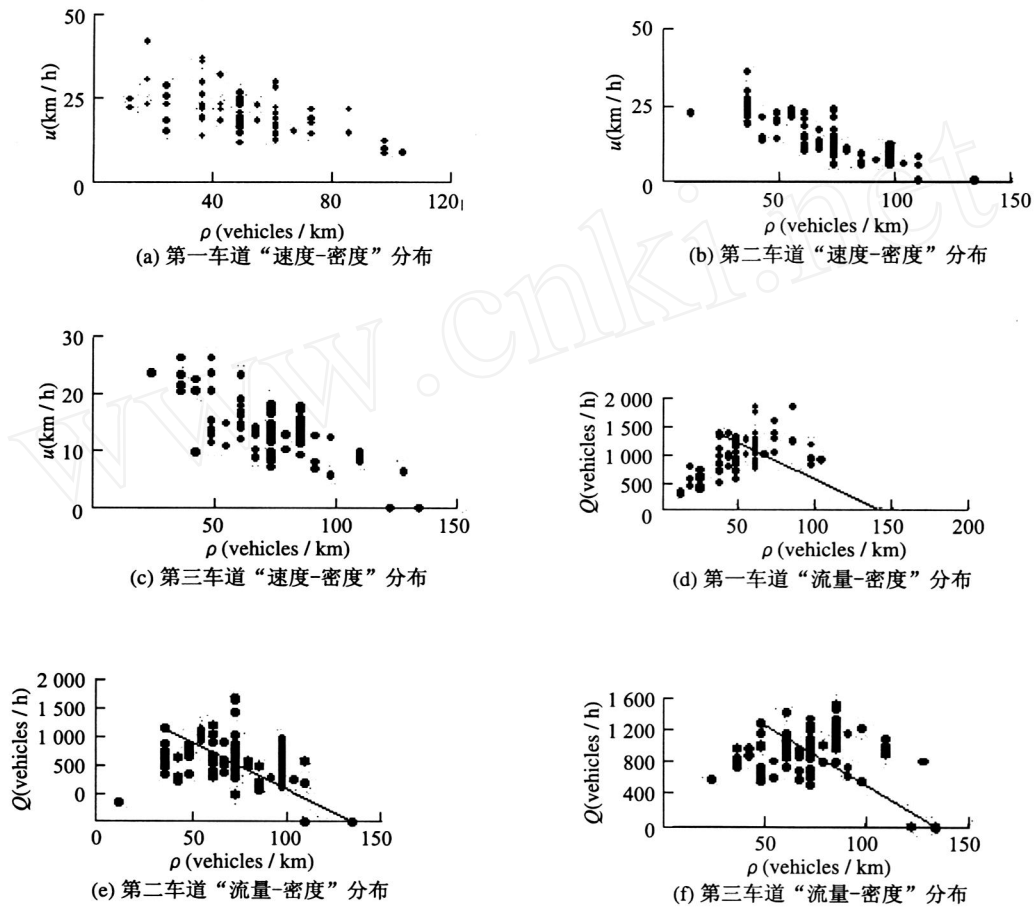 50
25
0
u(km / h)
40
80
120
ρ (vehicles / km)
(a) 第一车道“速度-密度”分布
50
25
0
u(km / h)
50
100
150
ρ (vehicles / km)
(b) 第二车道“速度-密度”分布
30
20
10
0
u(km / h)
50
100
150
ρ (vehicles / km)
(c) 第三车道“速度-密度”分布
2 000
1 500
1 000
500
0
Q(vehicles / h)
50
100
150
200
ρ (vehicles / km)
(d) 第一车道“流量-密度”分布
2 000
1 500
1 000
500
0
Q(vehicles / h)
0
50
100
150
ρ (vehicles / km)
(e) 第二车道“流量-密度”分布
1 600
1 200
800
400
0
Q(vehicles / h)
50
100
150
ρ (vehicles / km)
(f) 第三车道“流量-密度”分布
www.cnki.net